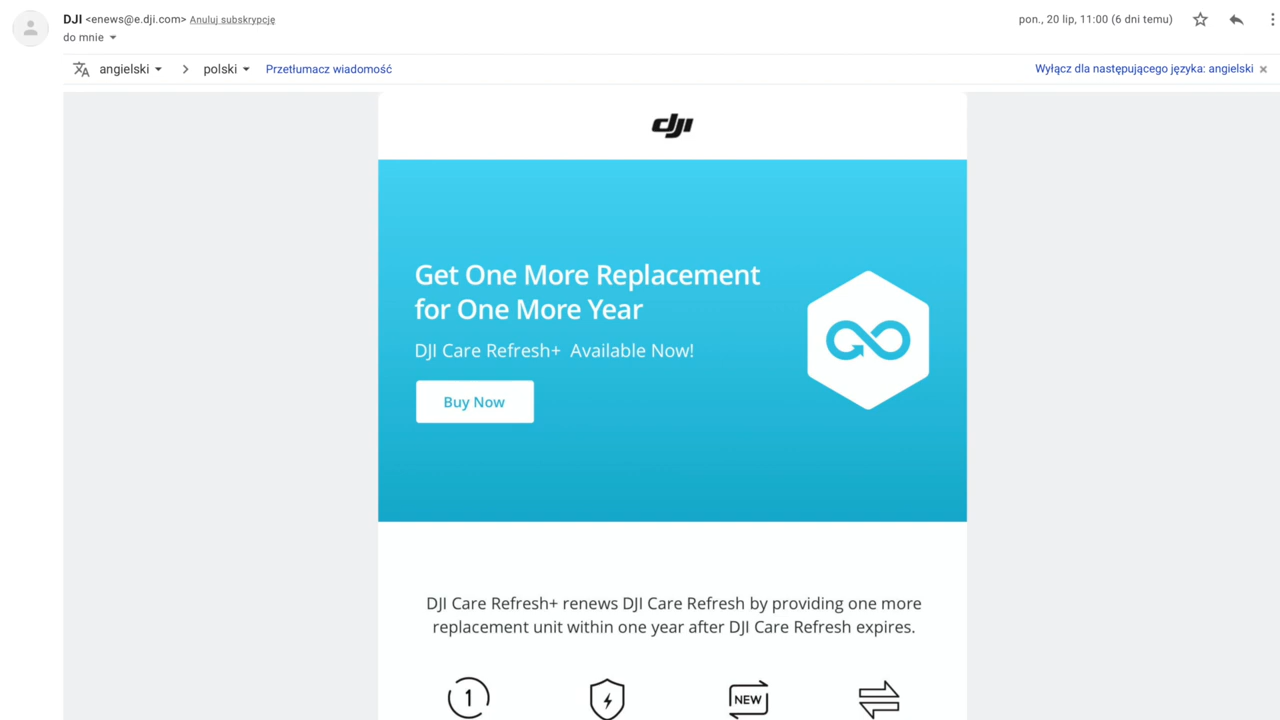 DJI <enews@e.dji.com> Anuluj subskrypcję
pon., 20 lip, 11:00 (6 dni temu)
do mnie
angielski
polski
Przetłumacz wiadomość
Wyłącz dla następującego języka: angielski
dji
Get One More Replacement
for One More Year
DJI Care Refresh+ Available Now!
Buy Now
DJI Care Refresh+ renews DJI Care Refresh by providing one more
replacement unit within one year after DJI Care Refresh expires.
1
NEW